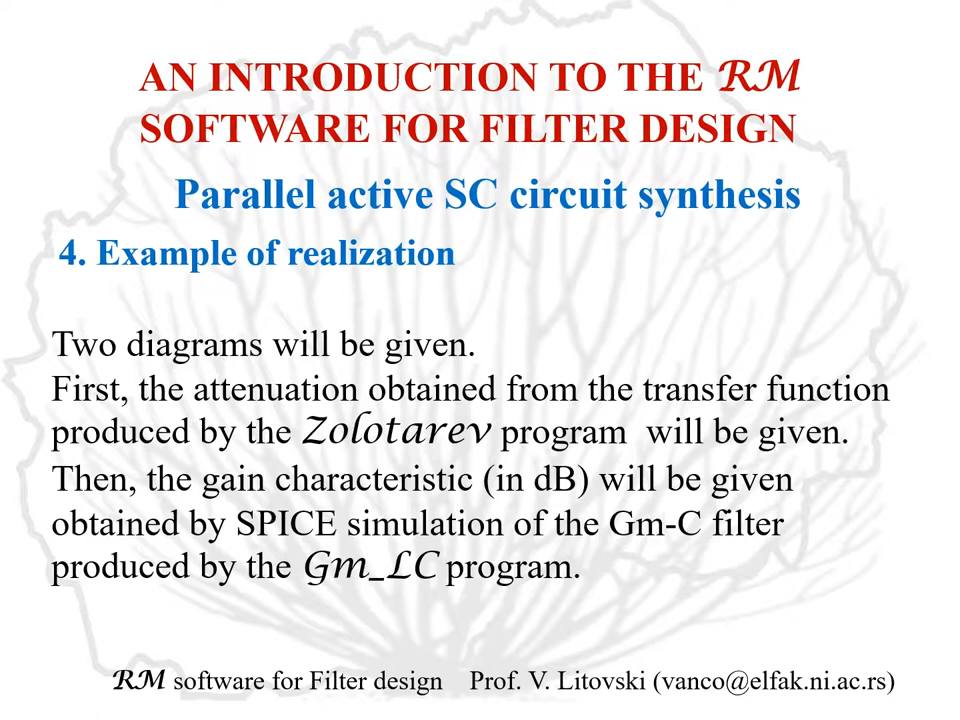 AN INTRODUCTION TO THE RM
SOFTWARE FOR FILTER DESIGN
Parallel active SC circuit synthesis
4. Example of realization
Two diagrams will be given.
First, the attenuation obtained from the transfer function
produced by the Zolotarev program will be given.
Then, the gain characteristic (in dB) will be given
obtained by SPICE simulation of the Gm-C filter
produced by the Gm_LC program.
RM software for Filter design Prof. V. Litovski (vanco@elfak.ni.ac.rs)